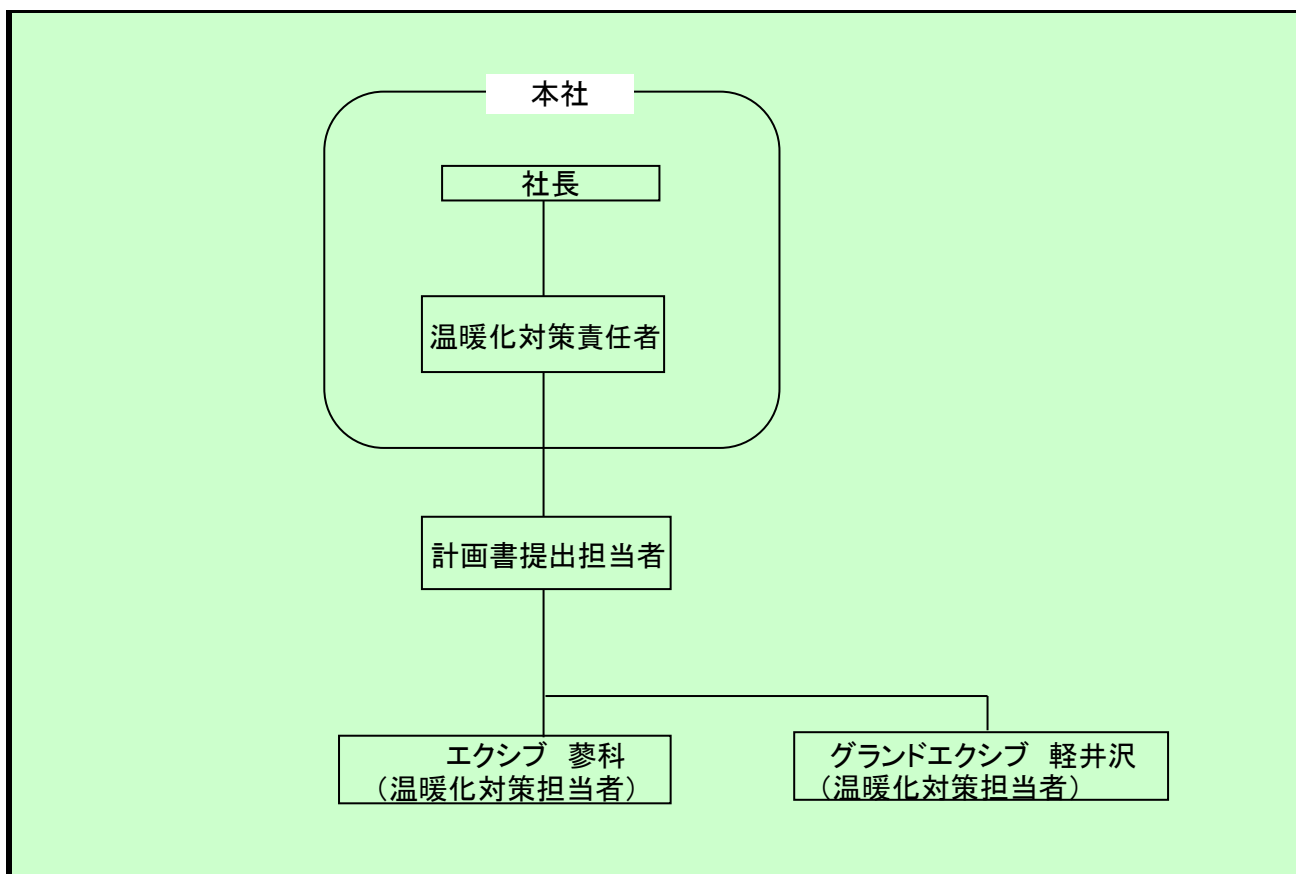 本社
社長
温暖化対策責任者
計画書提出担当者
エクシブ　蓼科
（温暖化対策担当者）
グランドエクシブ　軽井沢
（温暖化対策担当者）